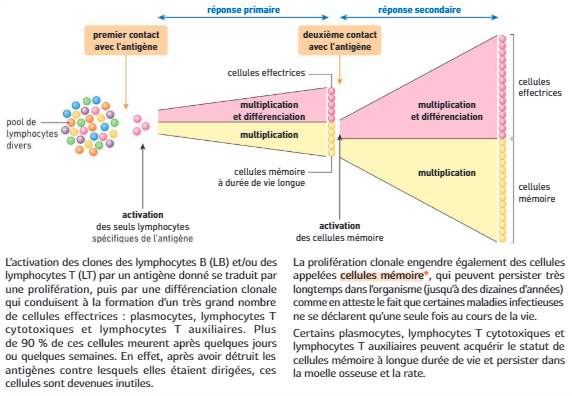 réponse primaire
réponse secondaire
premier contact
avec l'antigène
deuxième contact
avec l'antigène
cellules effectrices
cellules
effectrices
multiplication
et différenciation
multiplication
et différenciation
pool de
lymphocytes
divers
multiplication
multiplication
cellules mémoire
à durée de vie longue
cellules
mémoire
activation
des seuls lymphocytes
spécifiques de l'antigène
activation
des cellules mémoire
L'activation des clones des lymphocytes B (LB) et/ou des
lymphocytes T (LT) par un antigène donné se traduit par
une prolifération, puis par une différenciation clonale
qui conduisent à la formation d'un très grand nombre
de cellules effectrices : plasmocytes, lymphocytes T
cytotoxiques et lymphocytes T auxiliaires. Plus
de 90 % de ces cellules meurent après quelques jours
ou quelques semaines. En effet, après avoir détruit les
antigènes contre lesquels elles étaient dirigées, ces
cellules sont devenues inutiles.
La prolifération clonale engendre également des cellules
appelées cellules mémoire*, qui peuvent persister très
longtemps dans l'organisme (jusqu'à des dizaines d'années)
comme en atteste le fait que certaines maladies infectieuses
ne se déclarent qu'une seule fois au cours de la vie.
Certains plasmocytes, lymphocytes T cytotoxiques et
lymphocytes T auxiliaires peuvent acquérir le statut de
cellules mémoire à longue durée de vie et persister dans
la moelle osseuse et la rate.